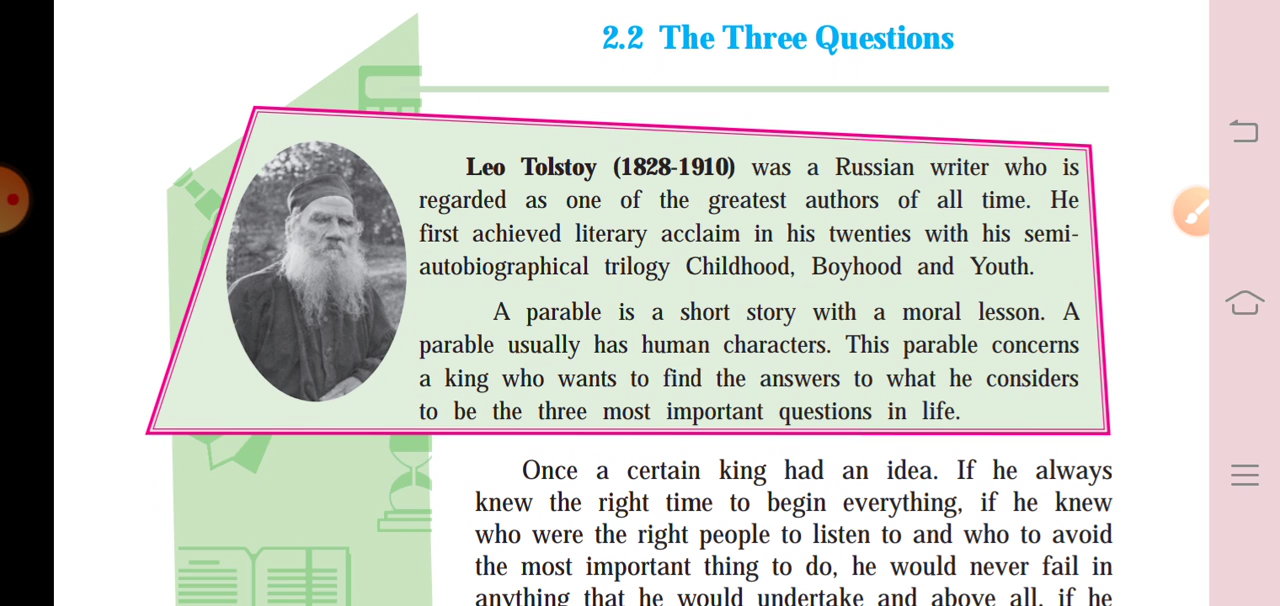 2.2 The Three Questions
Leo Tolstoy (1828-1910) was a Russian writer who is
regarded as one of the greatest authors of all time. He
first achieved literary acclaim in his twenties with his semi-
autobiographical trilogy Childhood, Boyhood and Youth.
A parable is a short story with a moral lesson. A
parable usually has human characters. This parable concerns
a king who wants to find the answers to what he considers
to be the three most important questions in life.
Once a certain king had an idea. If he always
knew the right time to begin everything, if he knew
who were the right people to listen to and who to avoid
the most important thing to do, he would never fail in
anything that he would undertake and above all, if he